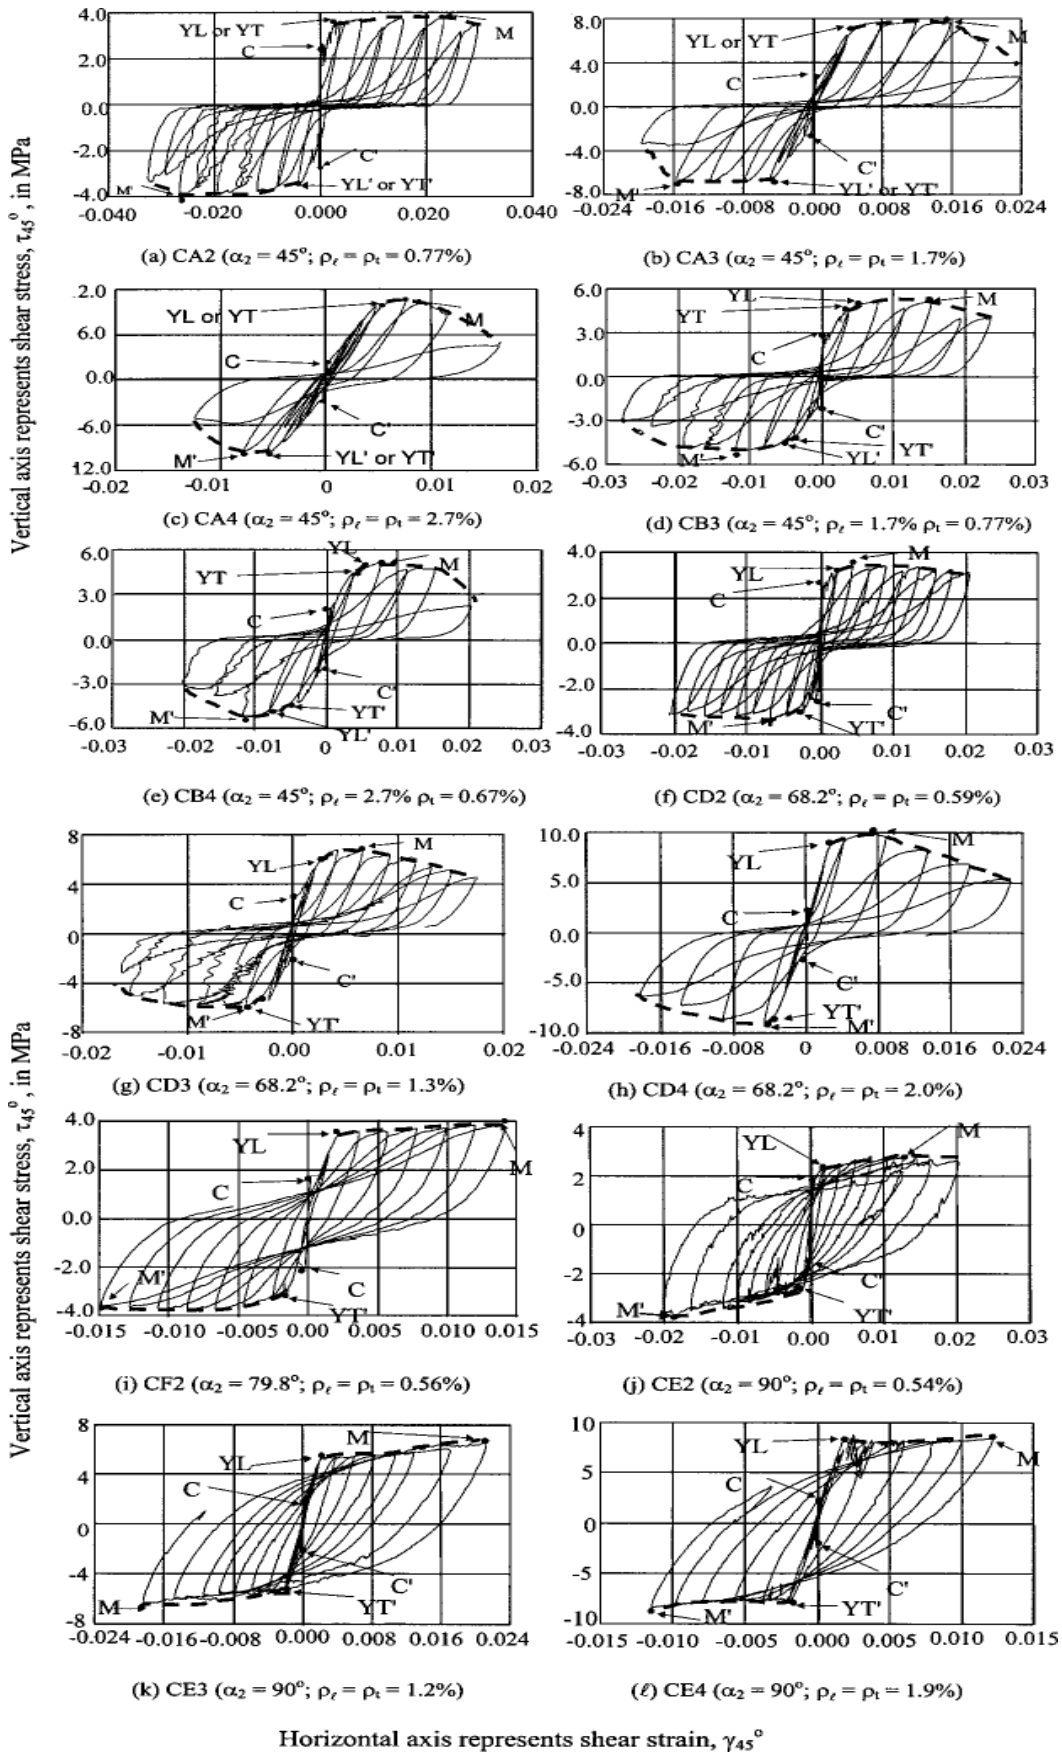 Vertical axis represents shear stress, τ45°, in MPa
4.0
2.0
0.0
-2.0
-4.0
YL or YT
C
M
C'
M'
YL' or YT'
-0.040 -0.020 0.000 0.020 0.040
(a) CA2 (α2 = 45°; ρℓ = ρt = 0.77%)
8.0
4.0
0.0
-4.0
-8.0
YL or YT
M
C
C'
M'
YL' or YT'
-0.024 -0.016 0.000 0.008 0.016 0.024
(b) CA3 (α2 = 45°; ρℓ = ρt = 1.7%)
2.0
6.0
0.0
-6.0
12.0
YL or YT
M
C
C'
M'
YL' or YT'
-0.02 -0.01 0 0.01 0.02
(c) CA4 (α2 = 45°; ρℓ = ρt = 2.7%)
6.0
3.0
0.0
-3.0
-6.0
YL
M
YT
C
C'
YT'
M'
YL'
-0.03 -0.02 -0.01 0.00 0.01 0.02 0.03
(d) CB3 (α2 = 45°; ρℓ = 1.7% ρt = 0.77%)
6.0
3.0
0.0
-3.0
-6.0
YL
M
YT
C
C'
M'
YT'
YL'
-0.03 -0.02 -0.01 0 0.01 0.02 0.03
(e) CB4 (α2 = 45°; ρℓ = 2.7% ρt = 0.67%)
4.0
2.0
0.0
-2.0
-4.0
M
YL
C
C'
M'
YT'
-0.03 -0.02 -0.01 0.00 0.01 0.02 0.03
(f) CD2 (α2 = 68.2°; ρℓ = ρt = 0.59%)
Vertical axis represents shear stress, τ45°, in MPa
8
4
0
-4
-8
M
YL
C
C'
M'
YT'
-0.02 -0.01 0.00 0.01 0.02
(g) CD3 (α2 = 68.2°; ρℓ = ρt = 1.3%)
10.0
5.0
0.0
-5.0
-10.0
M
YL
C
C'
YT'
M'
-0.024 -0.016 -0.008 0 0.008 0.016 0.024
(h) CD4 (α2 = 68.2°; ρℓ = ρt = 2.0%)
4.0
2.0
0.0
-2.0
-4.0
YL
M
C
M'
C
YT'
-0.015 -0.010 -0.005 0.000 0.005 0.010 0.015
(i) CF2 (α2 = 79.8°; ρℓ = ρt = 0.56%)
4
2
0
-2
-4
M
YL
C
C'
M'
YT'
-0.03 -0.02 -0.01 0.00 0.01 0.02 0.03
(j) CE2 (α2 = 90°; ρℓ = ρt = 0.54%)
8
4
0
-4
-8
M
YL
C
C'
M
YT'
-0.024 -0.016 -0.008 0.000 0.008 0.016 0.024
(k) CE3 (α2 = 90°; ρℓ = ρt = 1.2%)
10
5
0
-5
-10
YL
M
C
C'
M'
YT'
-0.015 -0.010 -0.005 0.000 0.005 0.010 0.015
(ℓ) CE4 (α2 = 90°; ρℓ = ρt = 1.9%)
Horizontal axis represents shear strain, γ45°